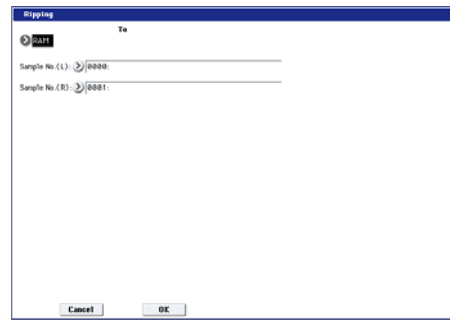 Ripping
To
RAM
Sample No.(L): 0000:
Sample No.(R): 0001:
Cancel OK